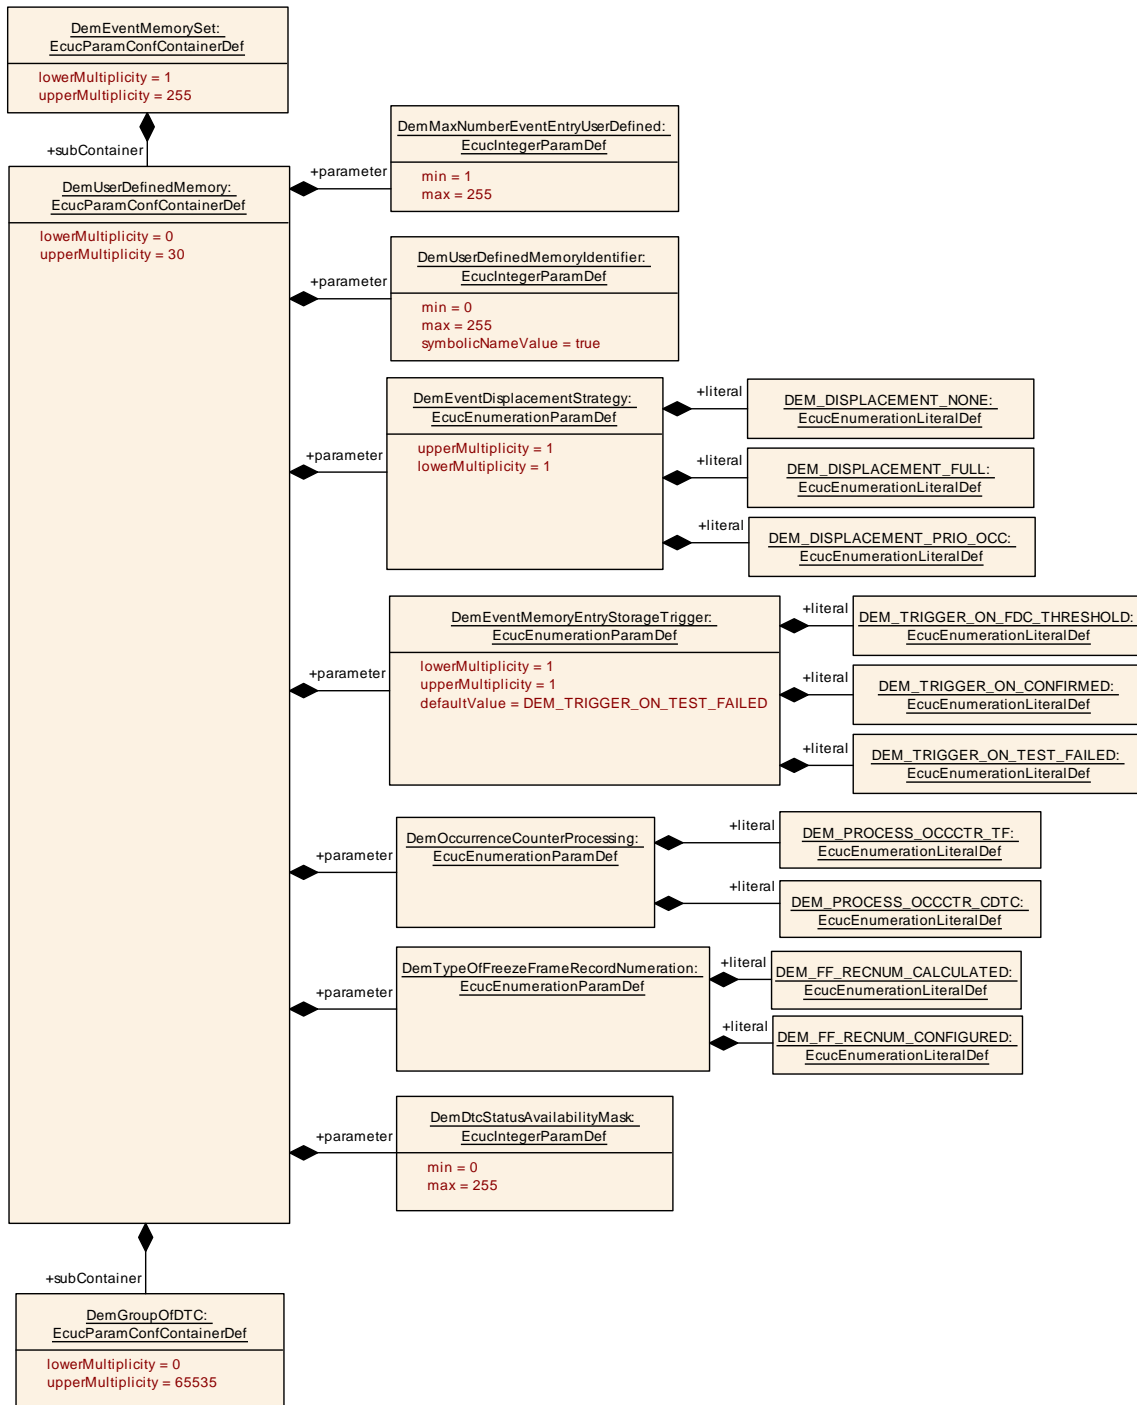 DemEventMemorySet:
EcucParamConfContainerDef
lowerMultiplicity = 1
upperMultiplicity = 255
+subContainer
DemUserDefinedMemory:
EcucParamConfContainerDef
lowerMultiplicity = 0
upperMultiplicity = 30
+parameter
DemMaxNumberEventEntryUserDefined:
EcucIntegerParamDef
min = 1
max = 255
+parameter
DemUserDefinedMemoryIdentifier:
EcucIntegerParamDef
min = 0
max = 255
symbolicNameValue = true
+parameter
DemEventDisplacementStrategy:
EcucEnumerationParamDef
upperMultiplicity = 1
lowerMultiplicity = 1
+literal
DEM_DISPLACEMENT_NONE:
EcucEnumerationLiteralDef
+literal
DEM_DISPLACEMENT_FULL:
EcucEnumerationLiteralDef
+literal
DEM_DISPLACEMENT_PRIO_OCC:
EcucEnumerationLiteralDef
+parameter
DemEventMemoryEntryStorageTrigger:
EcucEnumerationParamDef
lowerMultiplicity = 1
upperMultiplicity = 1
defaultValue = DEM_TRIGGER_ON_TEST_FAILED
+literal
DEM_TRIGGER_ON_FDC_THRESHOLD:
EcucEnumerationLiteralDef
+literal
DEM_TRIGGER_ON_CONFIRMED:
EcucEnumerationLiteralDef
+literal
DEM_TRIGGER_ON_TEST_FAILED:
EcucEnumerationLiteralDef
+parameter
DemOccurrenceCounterProcessing:
EcucEnumerationParamDef
+literal
DEM_PROCESS_OCCCTR_TF:
EcucEnumerationLiteralDef
+literal
DEM_PROCESS_OCCCTR_CDTC:
EcucEnumerationLiteralDef
+parameter
DemTypeOfFreezeFrameRecordNumeration:
EcucEnumerationParamDef
+literal
DEM_FF_RECNUM_CALCULATED:
EcucEnumerationLiteralDef
+literal
DEM_FF_RECNUM_CONFIGURED:
EcucEnumerationLiteralDef
+parameter
DemDtcStatusAvailabilityMask:
EcucIntegerParamDef
min = 0
max = 255
+subContainer
DemGroupOfDTC:
EcucParamConfContainerDef
lowerMultiplicity = 0
upperMultiplicity = 65535